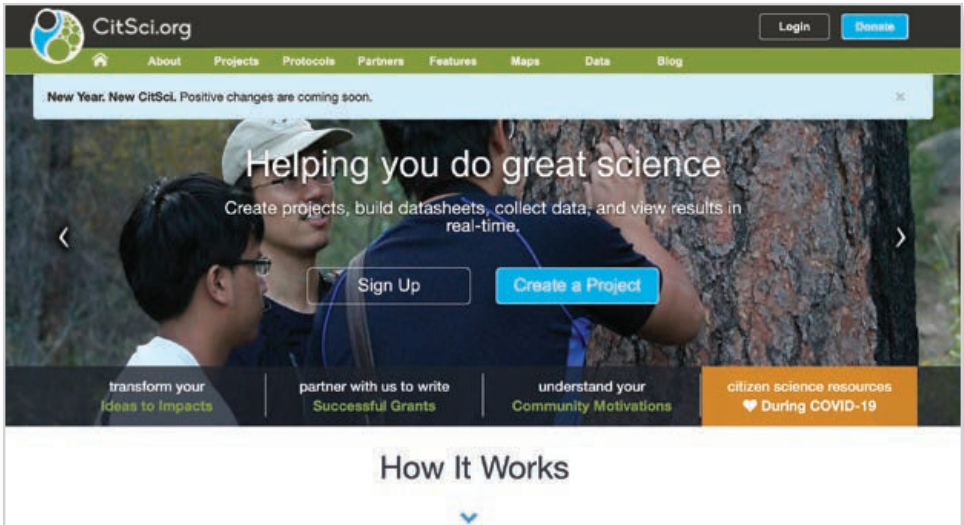 CitSci.org
Login
Donate
About Projects Protocols Partners Features Maps Data Blog
New Year. New CitSci. Positive changes are coming soon.
Helping you do great science
Create projects, build datasheets, collect data, and view results in
real-time.
Sign Up
Create a Project
transform your
Ideas to Impacts
partner with us to write
Successful Grants
understand your
Community Motivations
citizen science resources
During COVID-19
How It Works